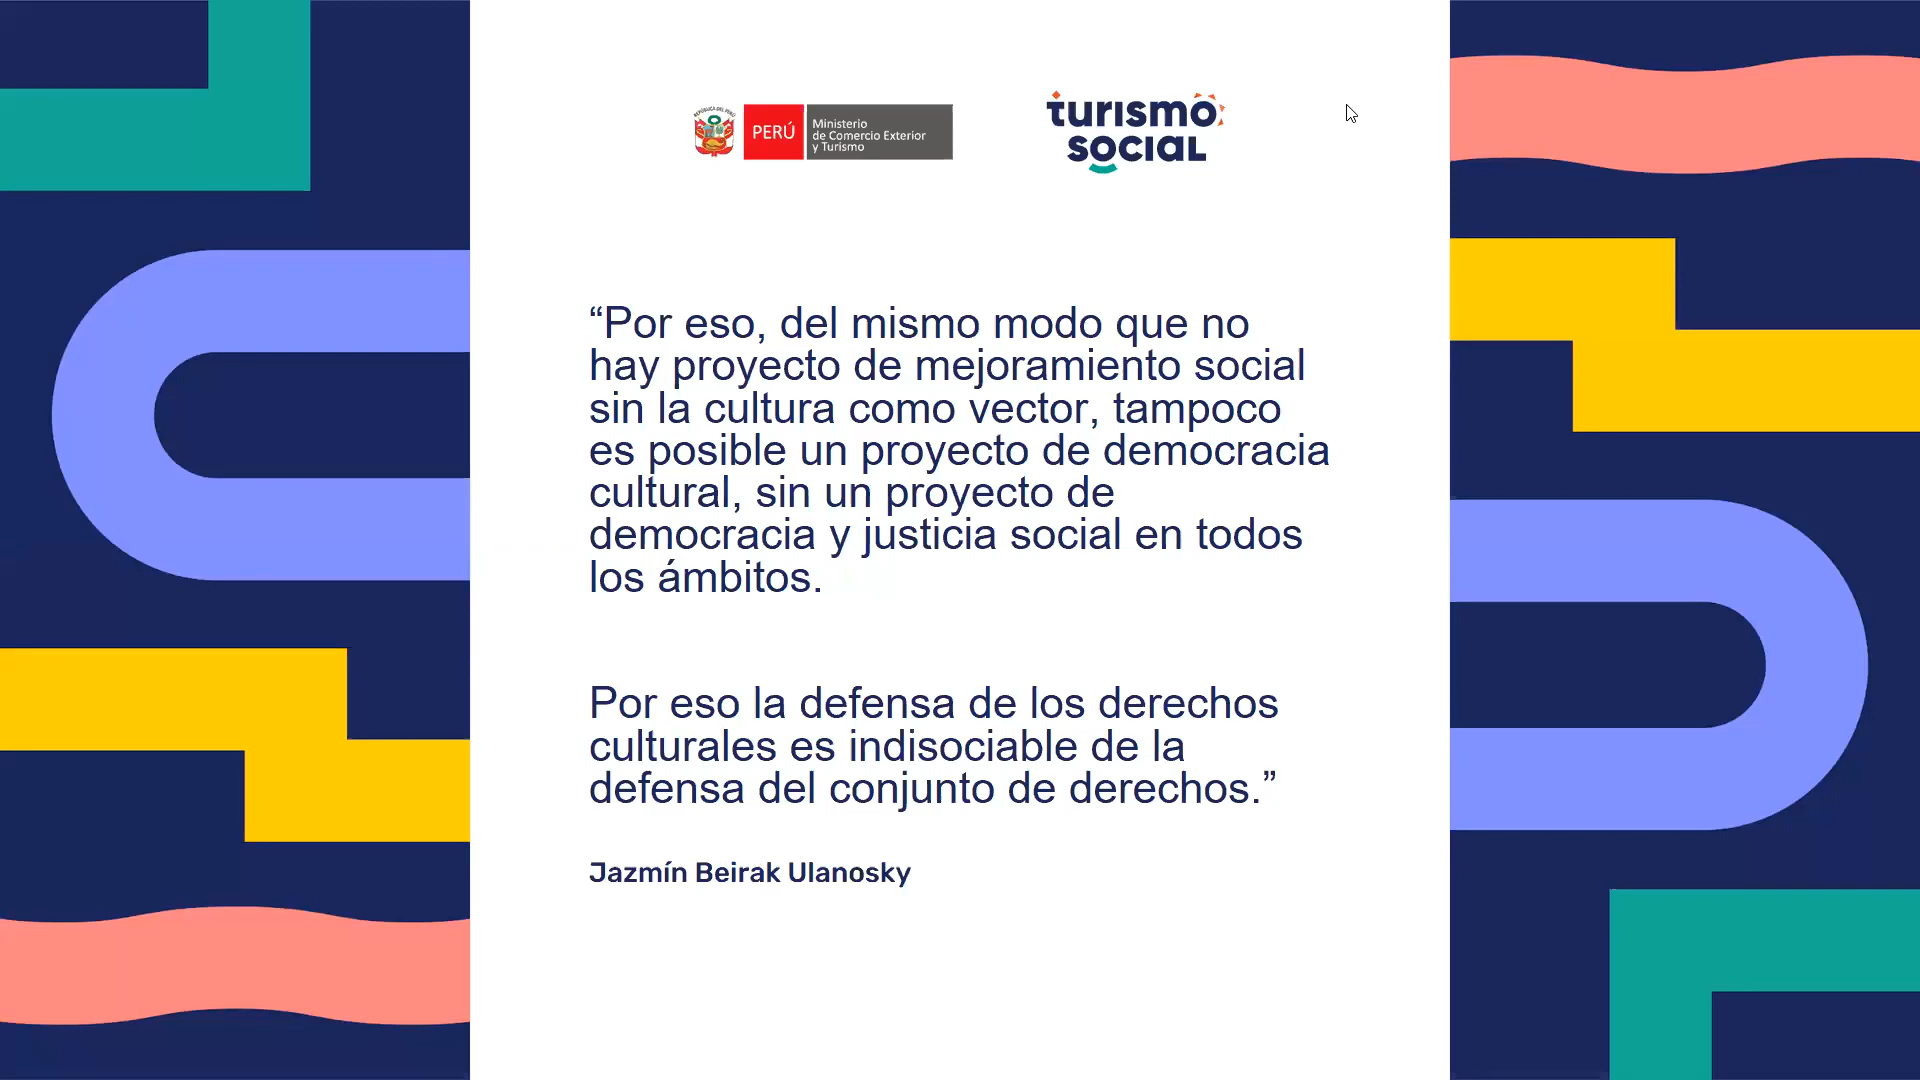 REPÚBLICA DEL PERÚ
PERÚ
Ministerio
de Comercio Exterior
y Turismo
turismo
social
“Por eso, del mismo modo que no
hay proyecto de mejoramiento social
sin la cultura como vector, tampoco
es posible un proyecto de democracia
cultural, sin un proyecto de
democracia y justicia social en todos
los ámbitos.
Por eso la defensa de los derechos
culturales es indisociable de la
defensa del conjunto de derechos.”
Jazmín Beirak Ulanosky